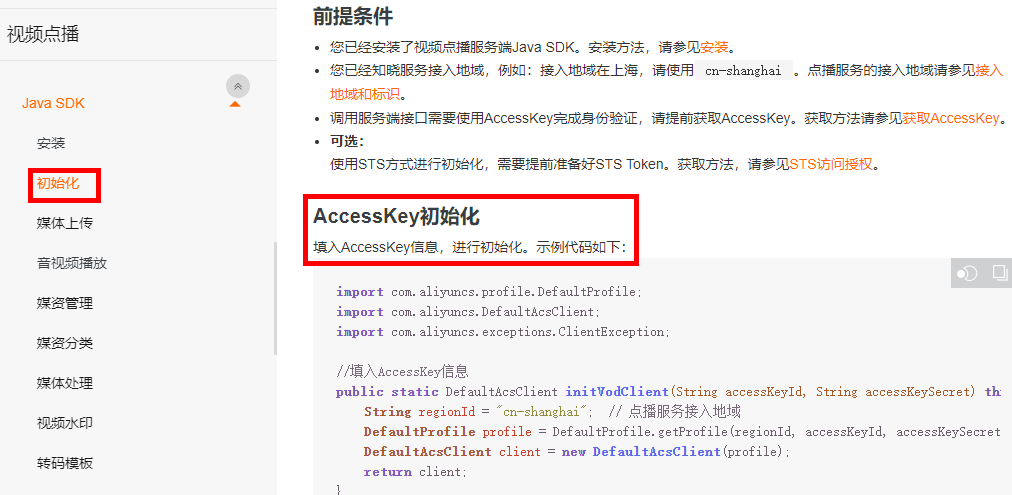 视频点播
Java SDK
安装
初始化
媒体上传
音视频播放
媒资管理
媒资分类
媒体处理
视频水印
转码模板
前提条件
您已经安装了视频点播服务端Java SDK。安装方法，请参见安装。
您已经知晓服务接入地域，例如：接入地域在上海，请使用 cn-shanghai 。点播服务的接入地域请参见接入
地域和标识。
调用服务端接口需要使用AccessKey完成身份验证，请提前获取AccessKey。获取方法请参见获取AccessKey。
可选：
使用STS方式进行初始化，需要提前准备好STS Token。获取方法，请参见STS访问授权。
AccessKey初始化
填入AccessKey信息，进行初始化。示例代码如下：
import com.aliyuncs.profile.DefaultProfile;
import com.aliyuncs.DefaultAcsClient;
import com.aliyuncs.exceptions.ClientException;
//填入AccessKey信息
public static DefaultAcsClient initVodClient(String accessKeyId, String accessKeySecret) th
String regionId = "cn-shanghai"; // 点播服务接入地域
DefaultProfile profile = DefaultProfile.getProfile(regionId, accessKeyId, accessKeySecret
DefaultAcsClient client = new DefaultAcsClient(profile);
return client;
}